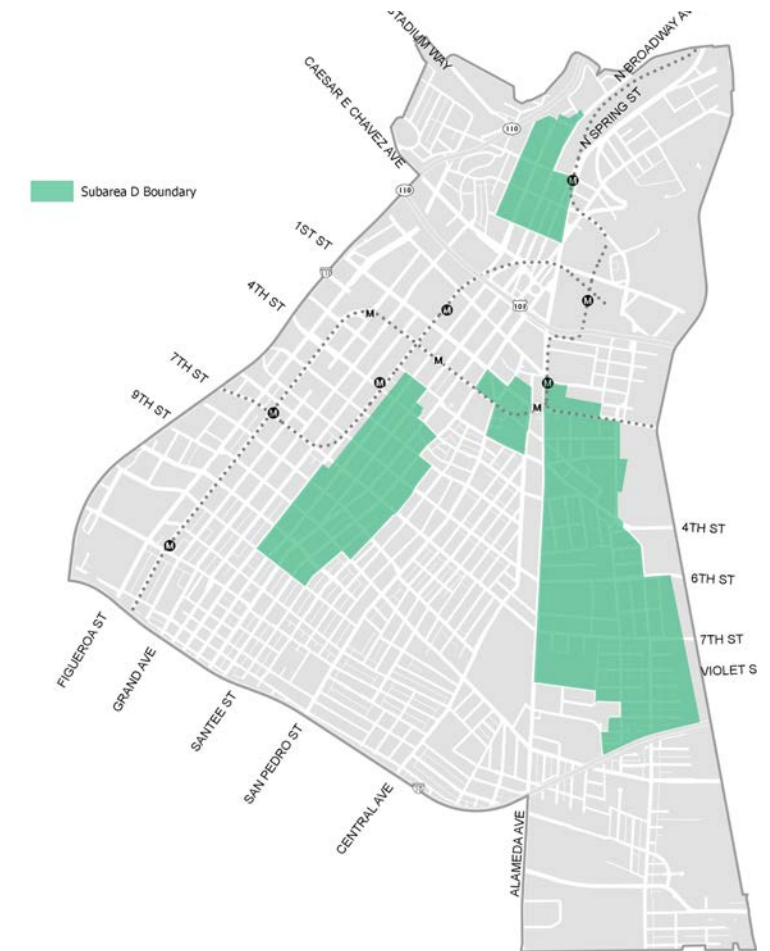 STADIUM WAY
N BROADWAY AV
CAESAR E CHAVEZ AVE
N SPRING ST
110
Subarea D Boundary
110
1ST ST
4TH ST
101
M
M
M
M
M
7TH ST
M
M
9TH ST
M
M
4TH ST
M
6TH ST
7TH ST
VIOLET S
FIGUEROA ST
GRAND AVE
SANTEE ST
SAN PEDRO ST
CENTRAL AVE
ALAMEDA AVE